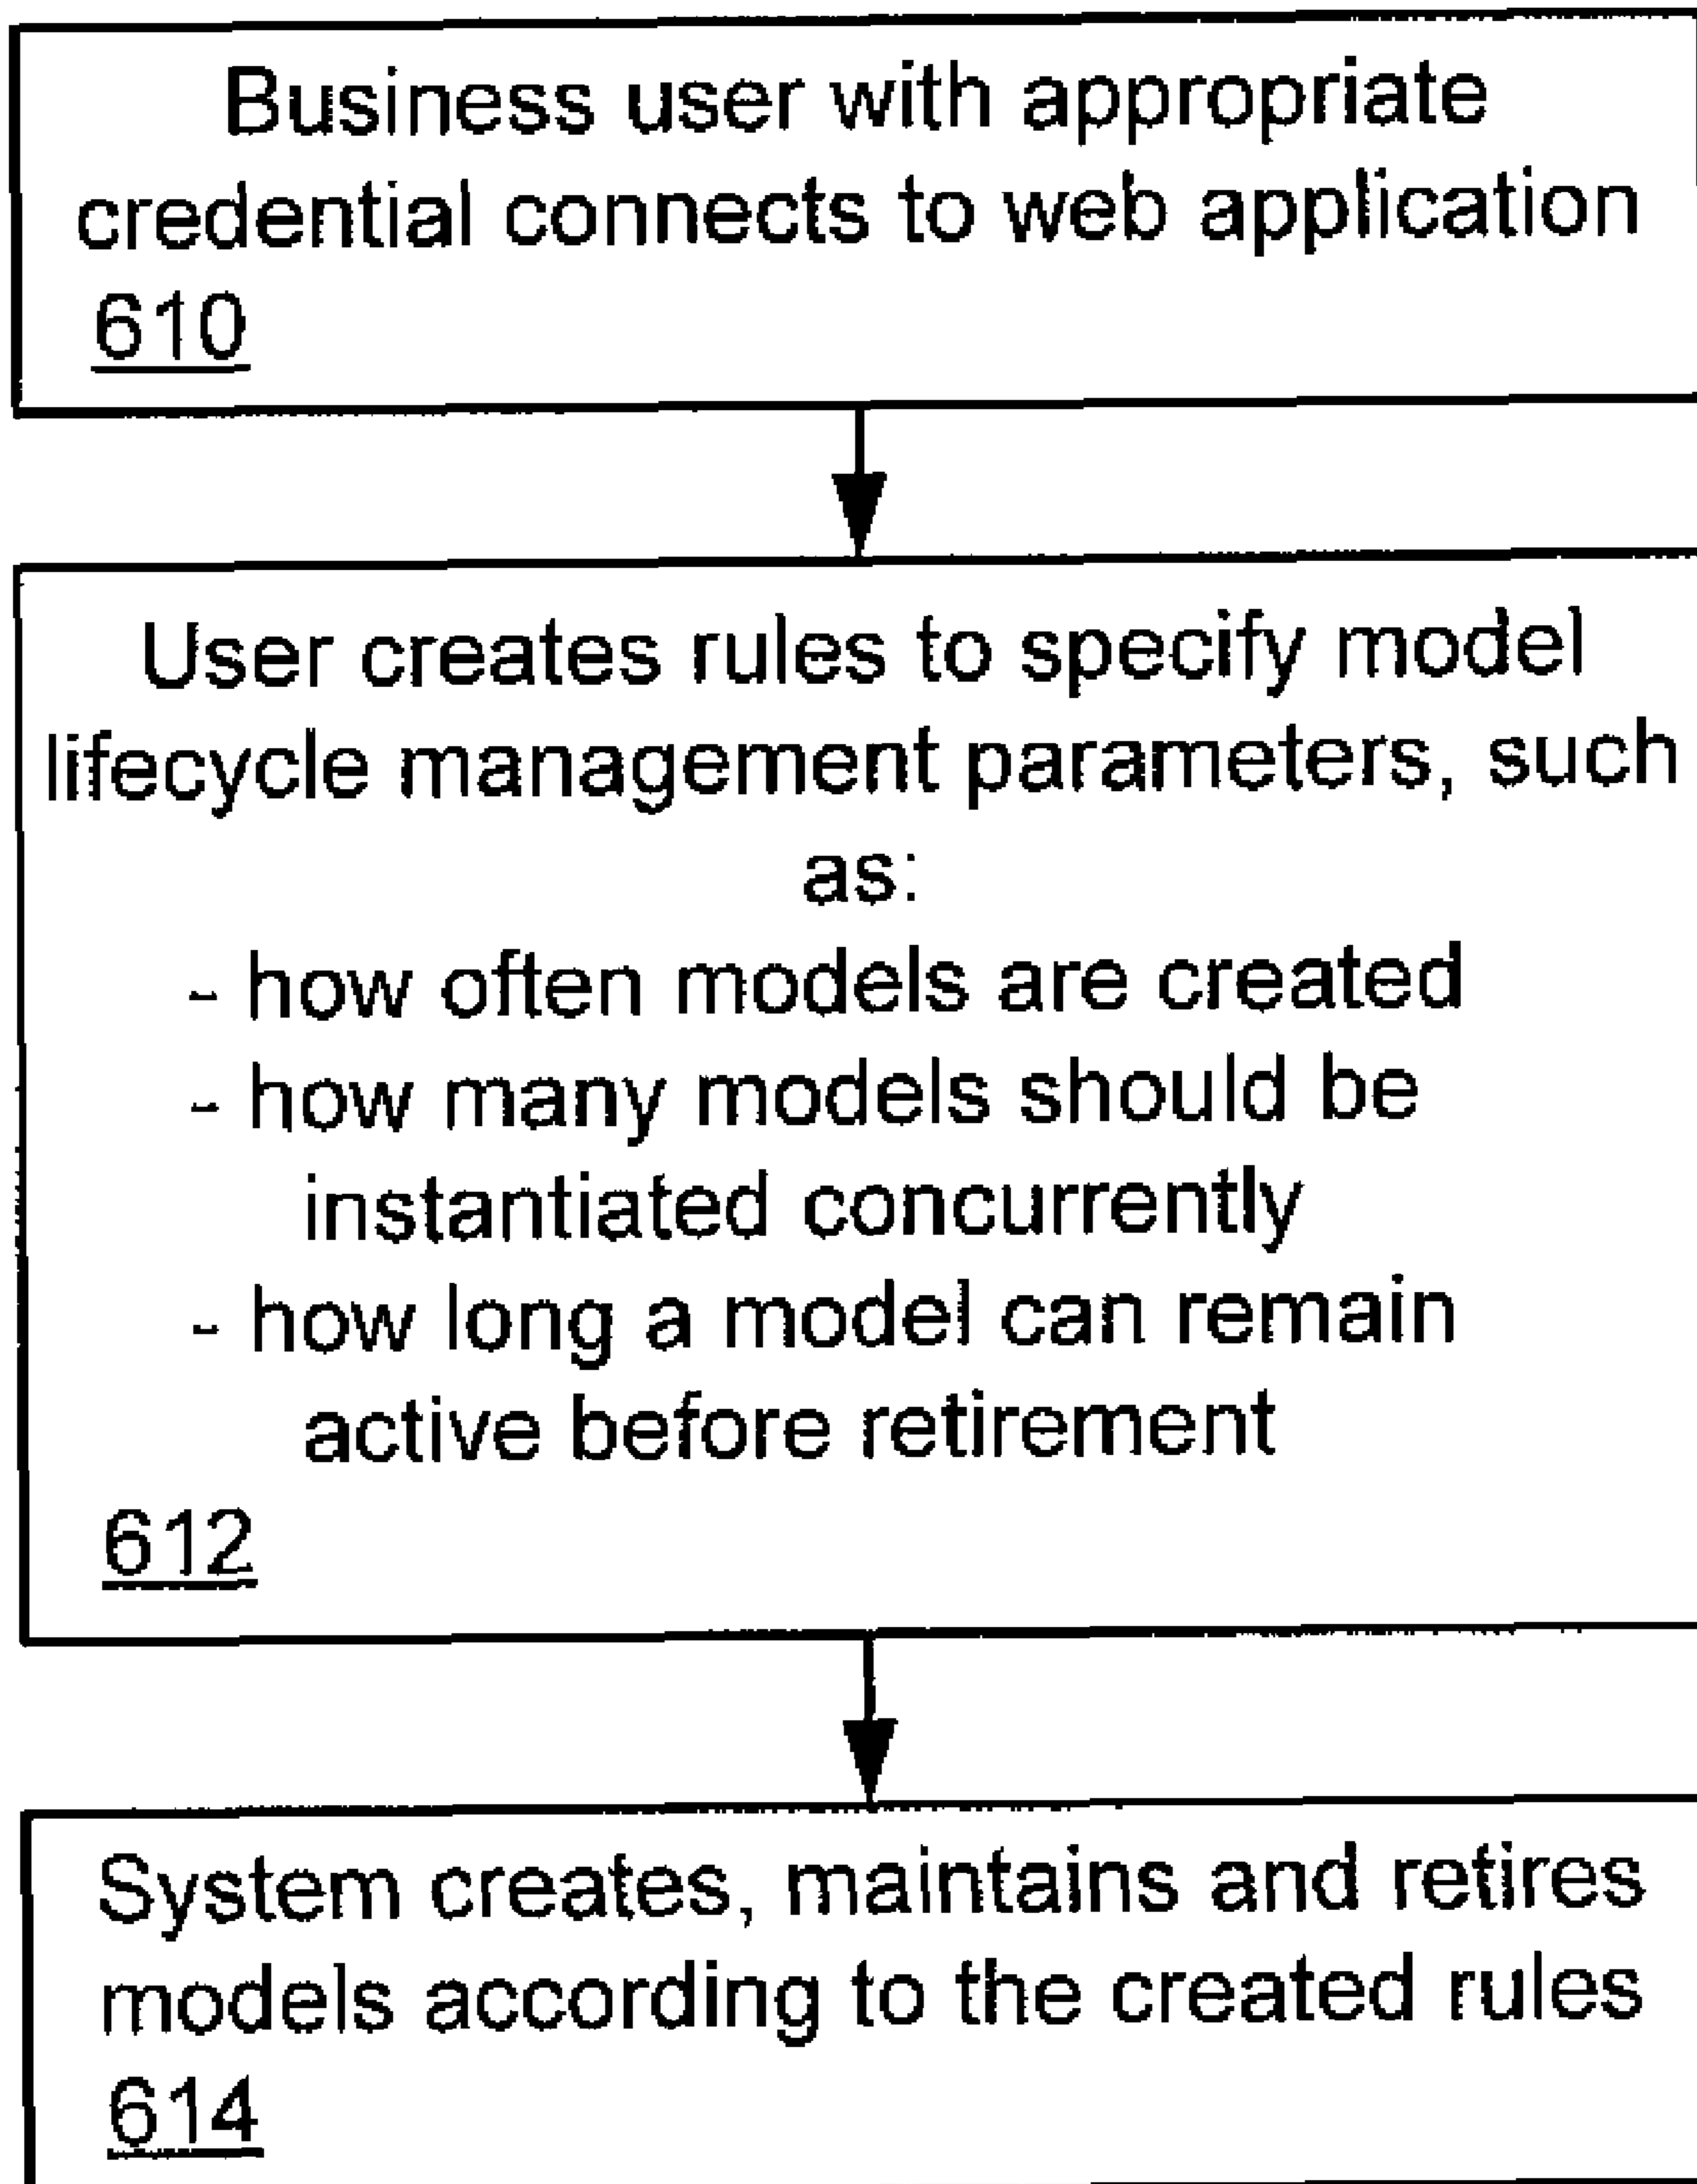 Business user with appropriate
credential connects to web application
610
User creates rules to specify model
lifecycle management parameters, such
as:
- how often models are created
- how many models should be
instantiated concurrently
- how long a model can remain
active before retirement
612
System creates, maintains and retires
models according to the created rules
614